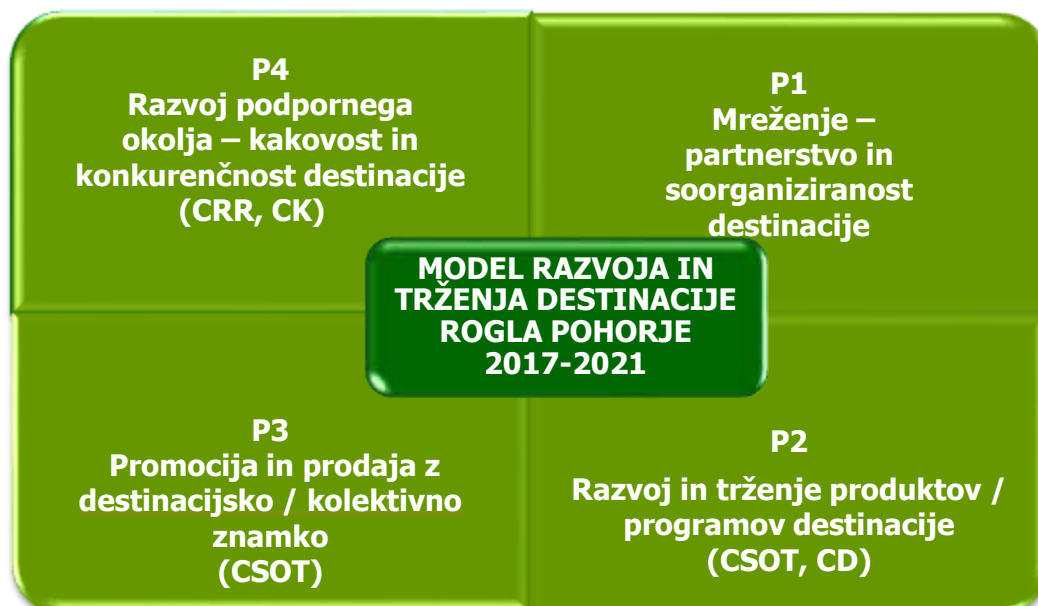 P4
Razvoj podpornega
okolja – kakovost in
konkurenčnost destinacije
(CRR, CK)
P1
Mreženje –
partnerstvo in
soorganiziranost
destinacije
MODEL RAZVOJA IN
TRŽENJA DESTINACIJE
ROGLA POHORJE
2017-2021
P3
Promocija in prodaja z
destinacijsko / kolektivno
znamko
(CSOT)
P2
Razvoj in trženje produktov /
programov destinacije
(CSOT, CD)